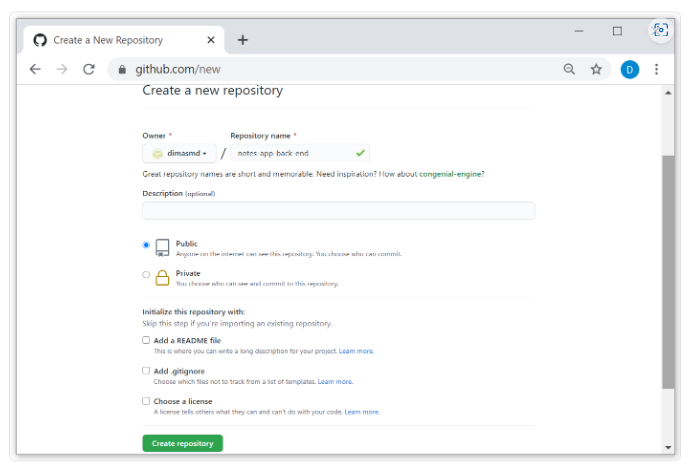 Create a New Repository
github.com/new
D
Create a new repository
Owner * Repository name *
dimasmd / notes-app-back-end
Great repository names are short and memorable. Need inspiration? How about congenial-engine?
Description (optional)
Public
Anyone on the internet can see this repository. You choose who can commit.
Private
You choose who can see and commit to this repository.
Initialize this repository with:
Skip this step if you're importing an existing repository.
Add a README file
This is where you can write a long description for your project. Learn more.
Add .gitignore
Choose which files not to track from a list of templates. Learn more.
Choose a license
A license tells others what they can and can't do with your code. Learn more.
Create repository